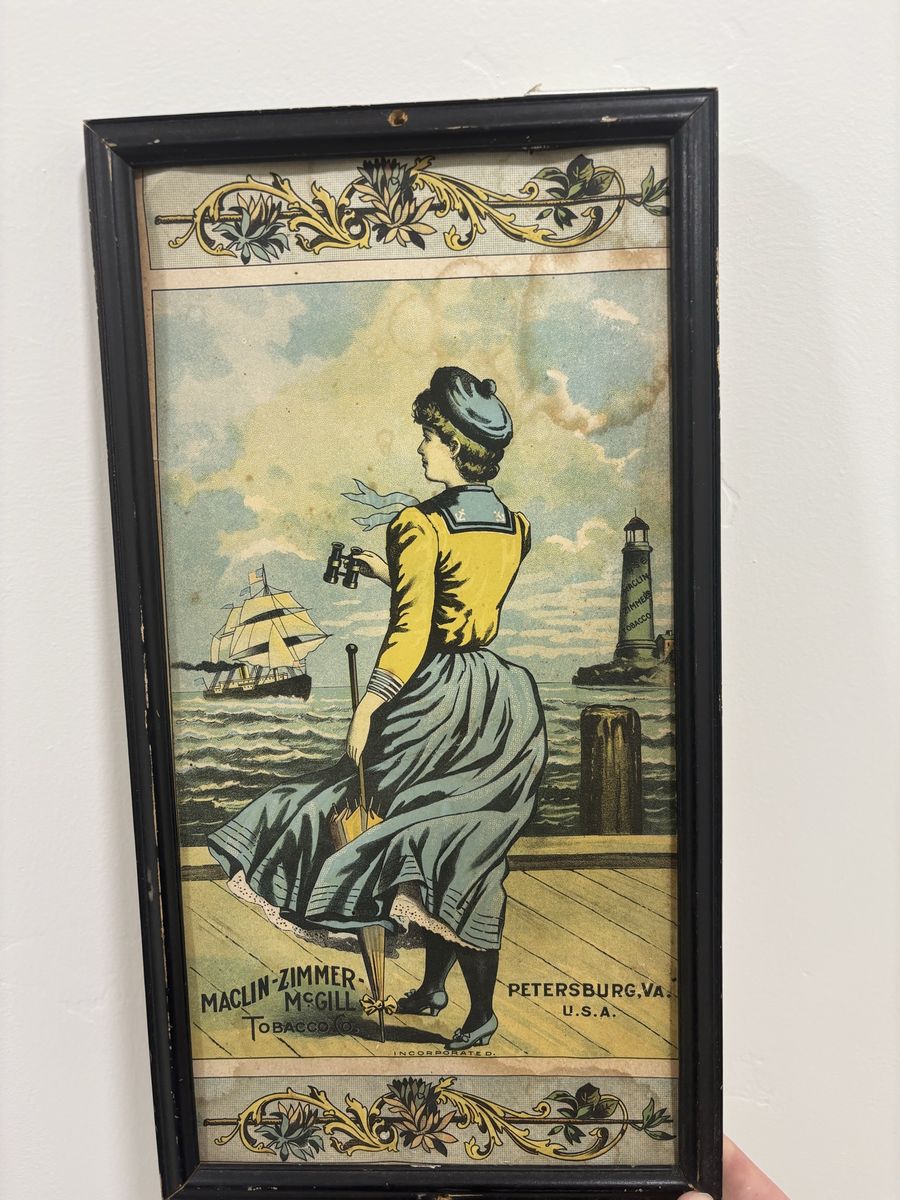 MACLIN
ZIMMER
TOBACCO
MACLIN-ZIMMER-
McGILL
TOBACCO Co.
PETERSBURG, VA.
U.S.A.
INCORPORATED.